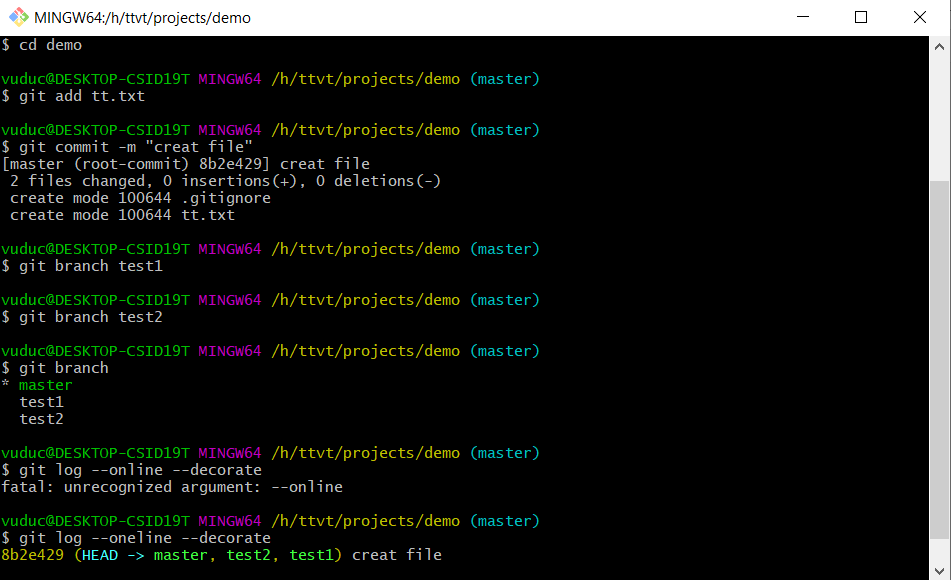 MINGW64:/h/ttvt/projects/demo
$ cd demo
vuduc@DESKTOP-CSID19T MINGW64 /h/ttvt/projects/demo (master)
$ git add tt.txt
vuduc@DESKTOP-CSID19T MINGW64 /h/ttvt/projects/demo (master)
$ git commit -m "creat file"
[master (root-commit) 8b2e429] creat file
 2 files changed, 0 insertions(+), 0 deletions(-)
 create mode 100644 .gitignore
 create mode 100644 tt.txt
vuduc@DESKTOP-CSID19T MINGW64 /h/ttvt/projects/demo (master)
$ git branch test1
vuduc@DESKTOP-CSID19T MINGW64 /h/ttvt/projects/demo (master)
$ git branch test2
vuduc@DESKTOP-CSID19T MINGW64 /h/ttvt/projects/demo (master)
$ git branch
* master
  test1
  test2
vuduc@DESKTOP-CSID19T MINGW64 /h/ttvt/projects/demo (master)
$ git log --online --decorate
fatal: unrecognized argument: --online
vuduc@DESKTOP-CSID19T MINGW64 /h/ttvt/projects/demo (master)
$ git log --oneline --decorate
8b2e429 (HEAD -> master, test2, test1) creat file